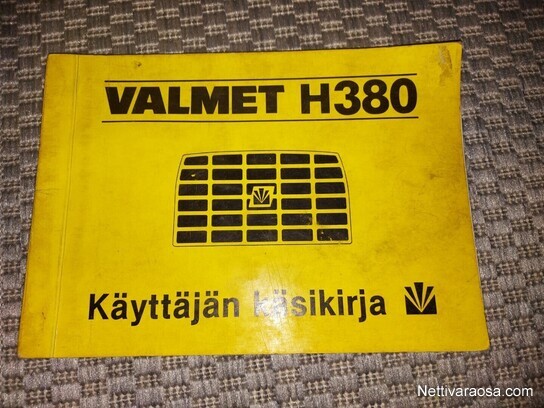 VALMET H380
Käyttäjän käsikirja
Nettivaraosa.com